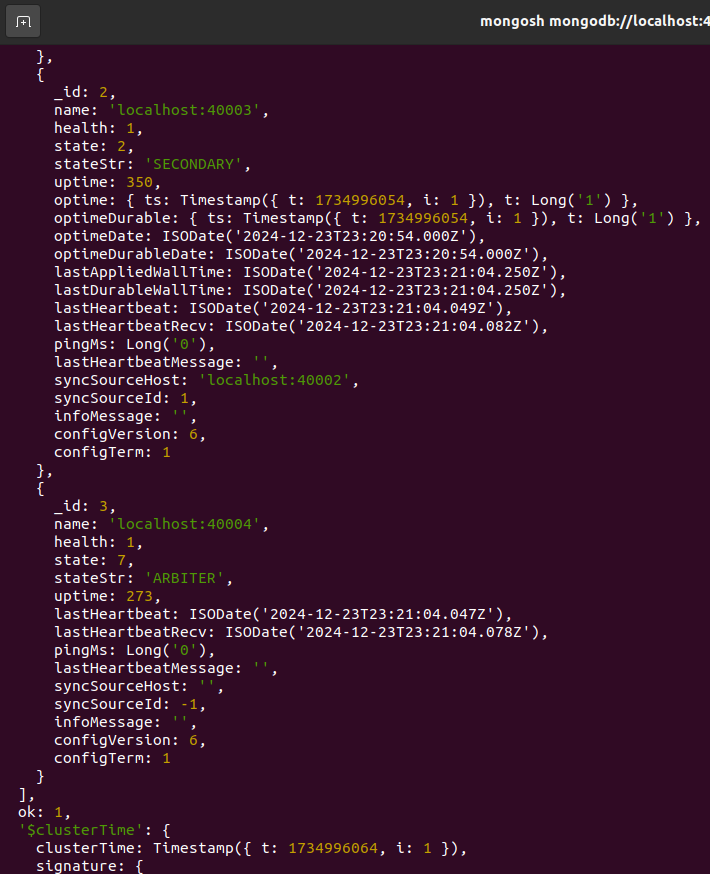 mongosh mongodb://localhost:4
},
{
_id: 2,
name: 'localhost:40003',
health: 1,
state: 2,
stateStr: 'SECONDARY',
uptime: 350,
optime: { ts: Timestamp({ t: 1734996054, i: 1 }), t: Long('1') },
optimeDurable: { ts: Timestamp({ t: 1734996054, i: 1 }), t: Long('1') },
optimeDate: ISODate('2024-12-23T23:20:54.000Z'),
optimeDurableDate: ISODate('2024-12-23T23:20:54.000Z'),
lastAppliedWallTime: ISODate('2024-12-23T23:21:04.250Z'),
lastDurableWallTime: ISODate('2024-12-23T23:21:04.250Z'),
lastHeartbeat: ISODate('2024-12-23T23:21:04.049Z'),
lastHeartbeatRecv: ISODate('2024-12-23T23:21:04.082Z'),
pingMs: Long('0'),
lastHeartbeatMessage: '',
syncSourceHost: 'localhost:40002',
syncSourceId: 1,
infoMessage: '',
configVersion: 6,
configTerm: 1
},
{
_id: 3,
name: 'localhost:40004',
health: 1,
state: 7,
stateStr: 'ARBITER',
uptime: 273,
lastHeartbeat: ISODate('2024-12-23T23:21:04.047Z'),
lastHeartbeatRecv: ISODate('2024-12-23T23:21:04.078Z'),
pingMs: Long('0'),
lastHeartbeatMessage: '',
syncSourceHost: '',
syncSourceId: -1,
infoMessage: '',
configVersion: 6,
configTerm: 1
}
],
ok: 1,
'$clusterTime': {
clusterTime: Timestamp({ t: 1734996064, i: 1 }),
signature: {